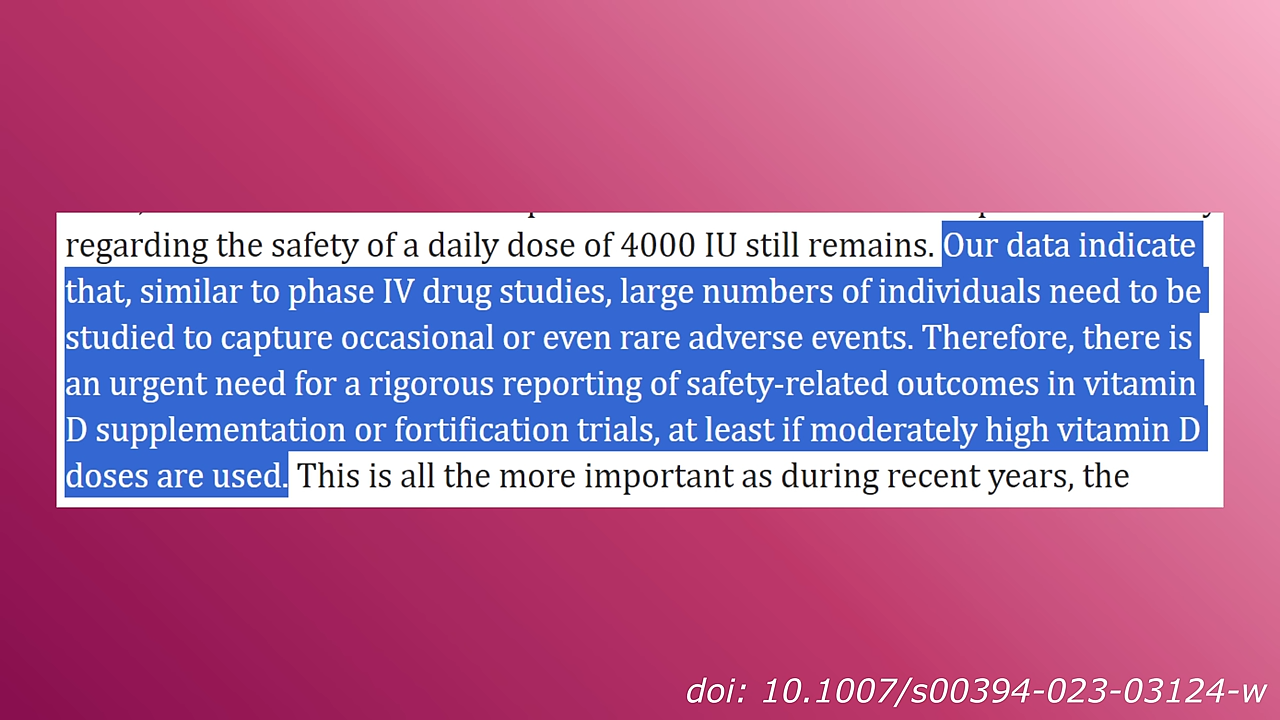 regarding the safety of a daily dose of 4000 IU still remains. Our data indicate
that, similar to phase IV drug studies, large numbers of individuals need to be
studied to capture occasional or even rare adverse events. Therefore, there is
an urgent need for a rigorous reporting of safety-related outcomes in vitamin
D supplementation or fortification trials, at least if moderately high vitamin D
doses are used. This is all the more important as during recent years, the
doi: 10.1007/s00394-023-03124-w